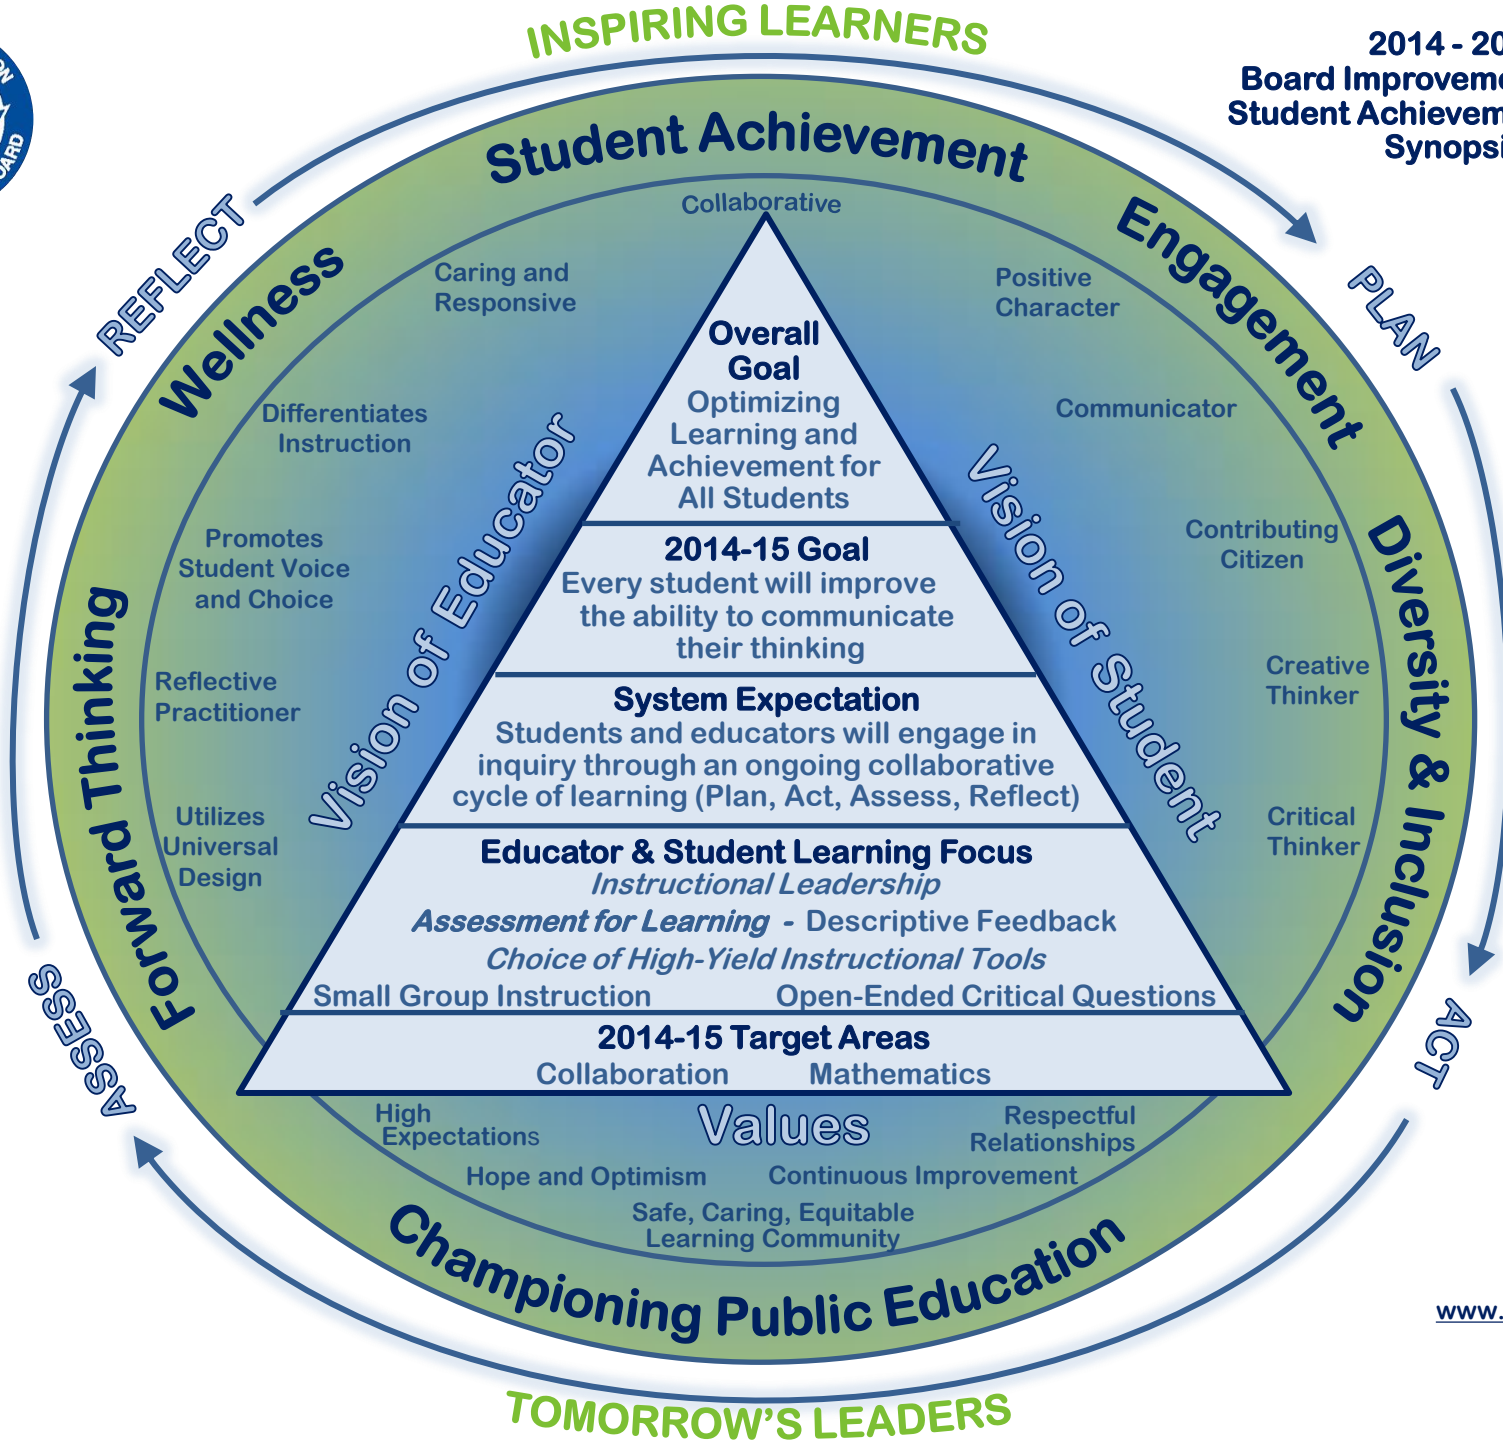 INSPIRING LEARNERS
2014 - 20
Board Improveme
Student Achievem
Synopsi
ON
OARD
REFLECT
PLAN
ACT
ASSESS
Student Achievement
Wellness
Engagement
Forward Thinking
Diversity & Inclusion
Championing Public Education
Collaborative
Caring and
Responsive
Differentiates
Instruction
Promotes
Student Voice
and Choice
Reflective
Practitioner
Utilizes
Universal
Design
Vision of Educator
Positive
Character
Communicator
Contributing
Citizen
Creative
Thinker
Critical
Thinker
Vision of Student
Overall
Goal
Optimizing
Learning and
Achievement for
All Students
2014-15 Goal
Every student will improve
the ability to communicate
their thinking
System Expectation
Students and educators will engage in
inquiry through an ongoing collaborative
cycle of learning (Plan, Act, Assess, Reflect)
Educator & Student Learning Focus
Instructional Leadership
Assessment for Learning - Descriptive Feedback
Choice of High-Yield Instructional Tools
Small Group Instruction Open-Ended Critical Questions
2014-15 Target Areas
Collaboration Mathematics
Values
High
Expectations
Respectful
Relationships
Hope and Optimism Continuous Improvement
Safe, Caring, Equitable
Learning Community
www.
TOMORROW'S LEADERS